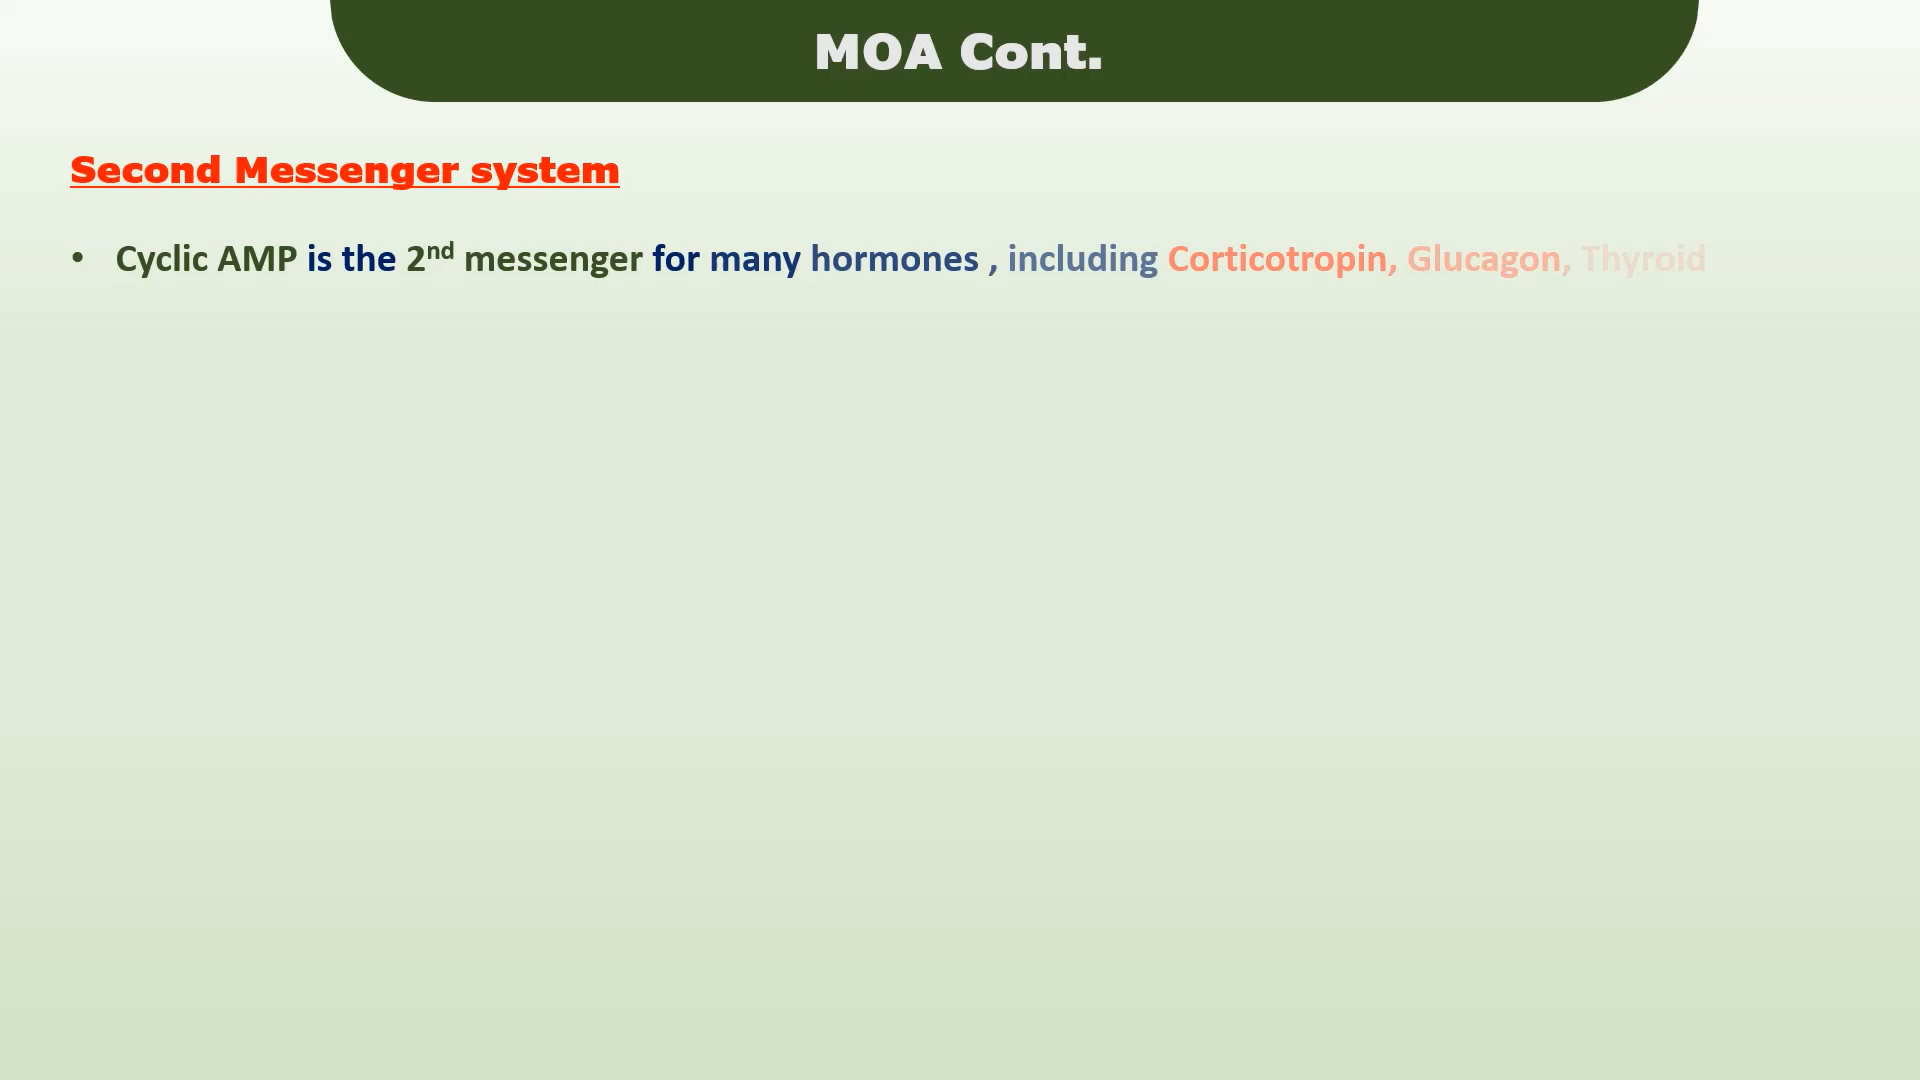 MOA Cont.
Second Messenger system
• Cyclic AMP is the 2nd messenger for many hormones , including Corticotropin, Glucagon, Thyroid